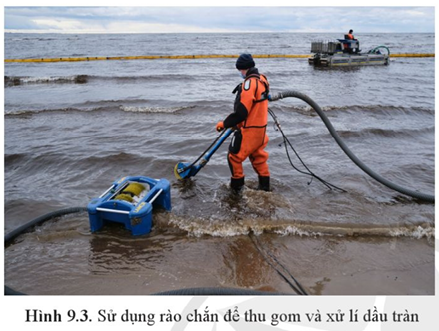 Hình 9.3. Sử dụng rào chắn để thu gom và xử lí dầu tràn